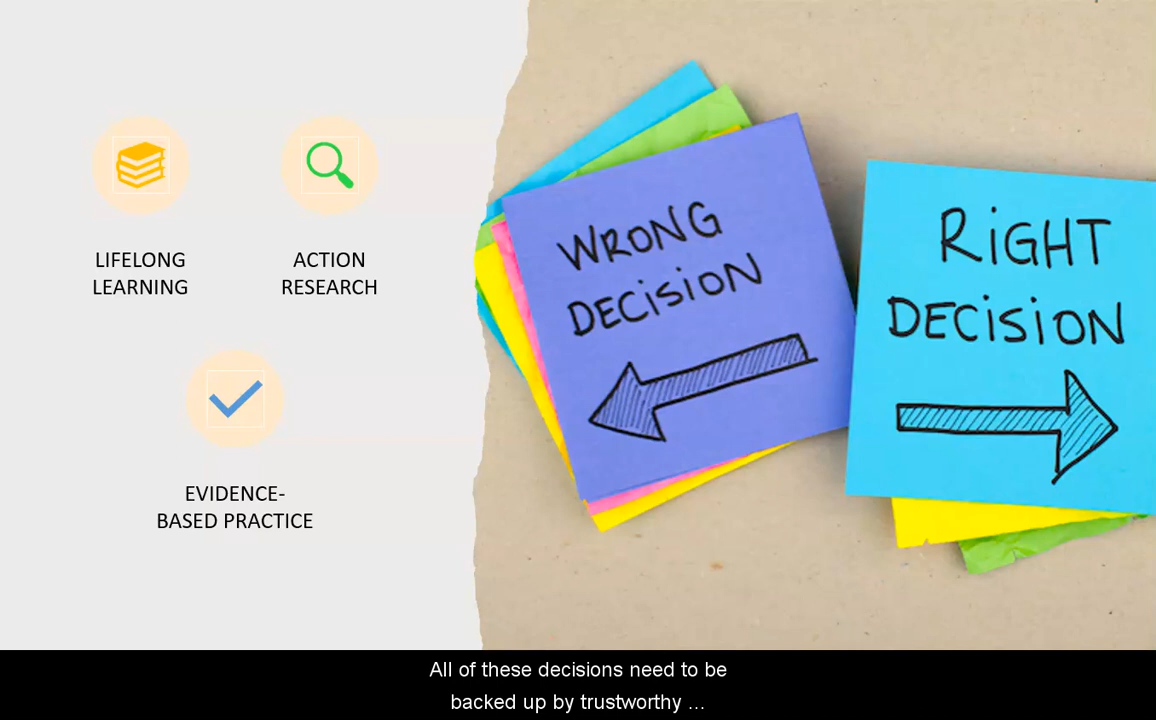 LIFELONG
LEARNING
ACTION
RESEARCH
EVIDENCE-
BASED PRACTICE
WRONG
DECISION
RIGHT
DECISION
All of these decisions need to be
backed up by trustworthy ...